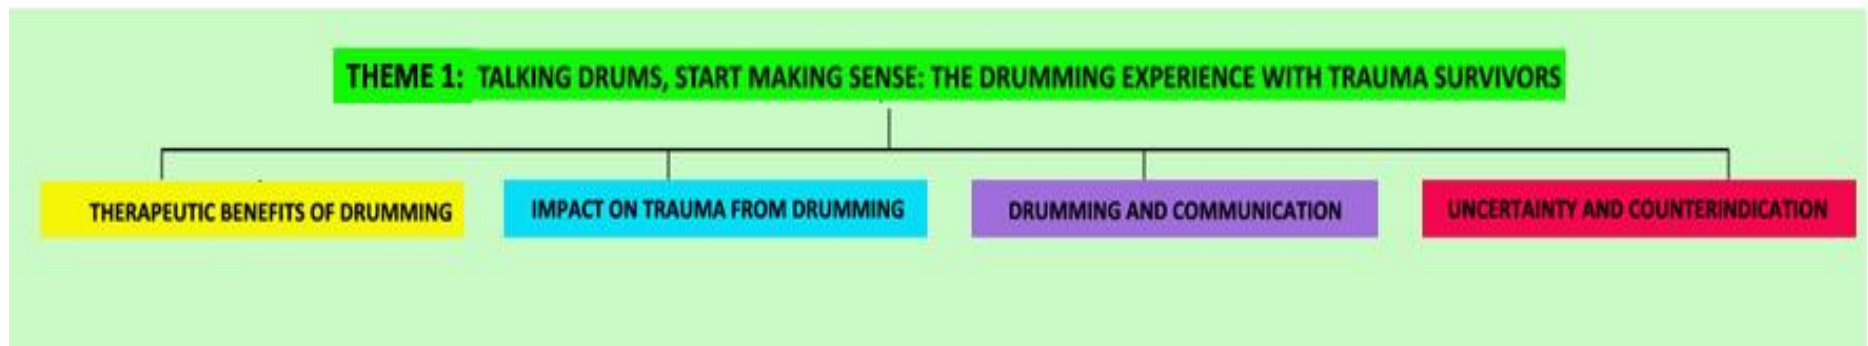 THEME 1: TALKING DRUMS, START MAKING SENSE: THE DRUMMING EXPERIENCE WITH TRAUMA SURVIVORS
THERAPEUTIC BENEFITS OF DRUMMING
IMPACT ON TRAUMA FROM DRUMMING
DRUMMING AND COMMUNICATION
UNCERTAINTY AND COUNTERINDICATION